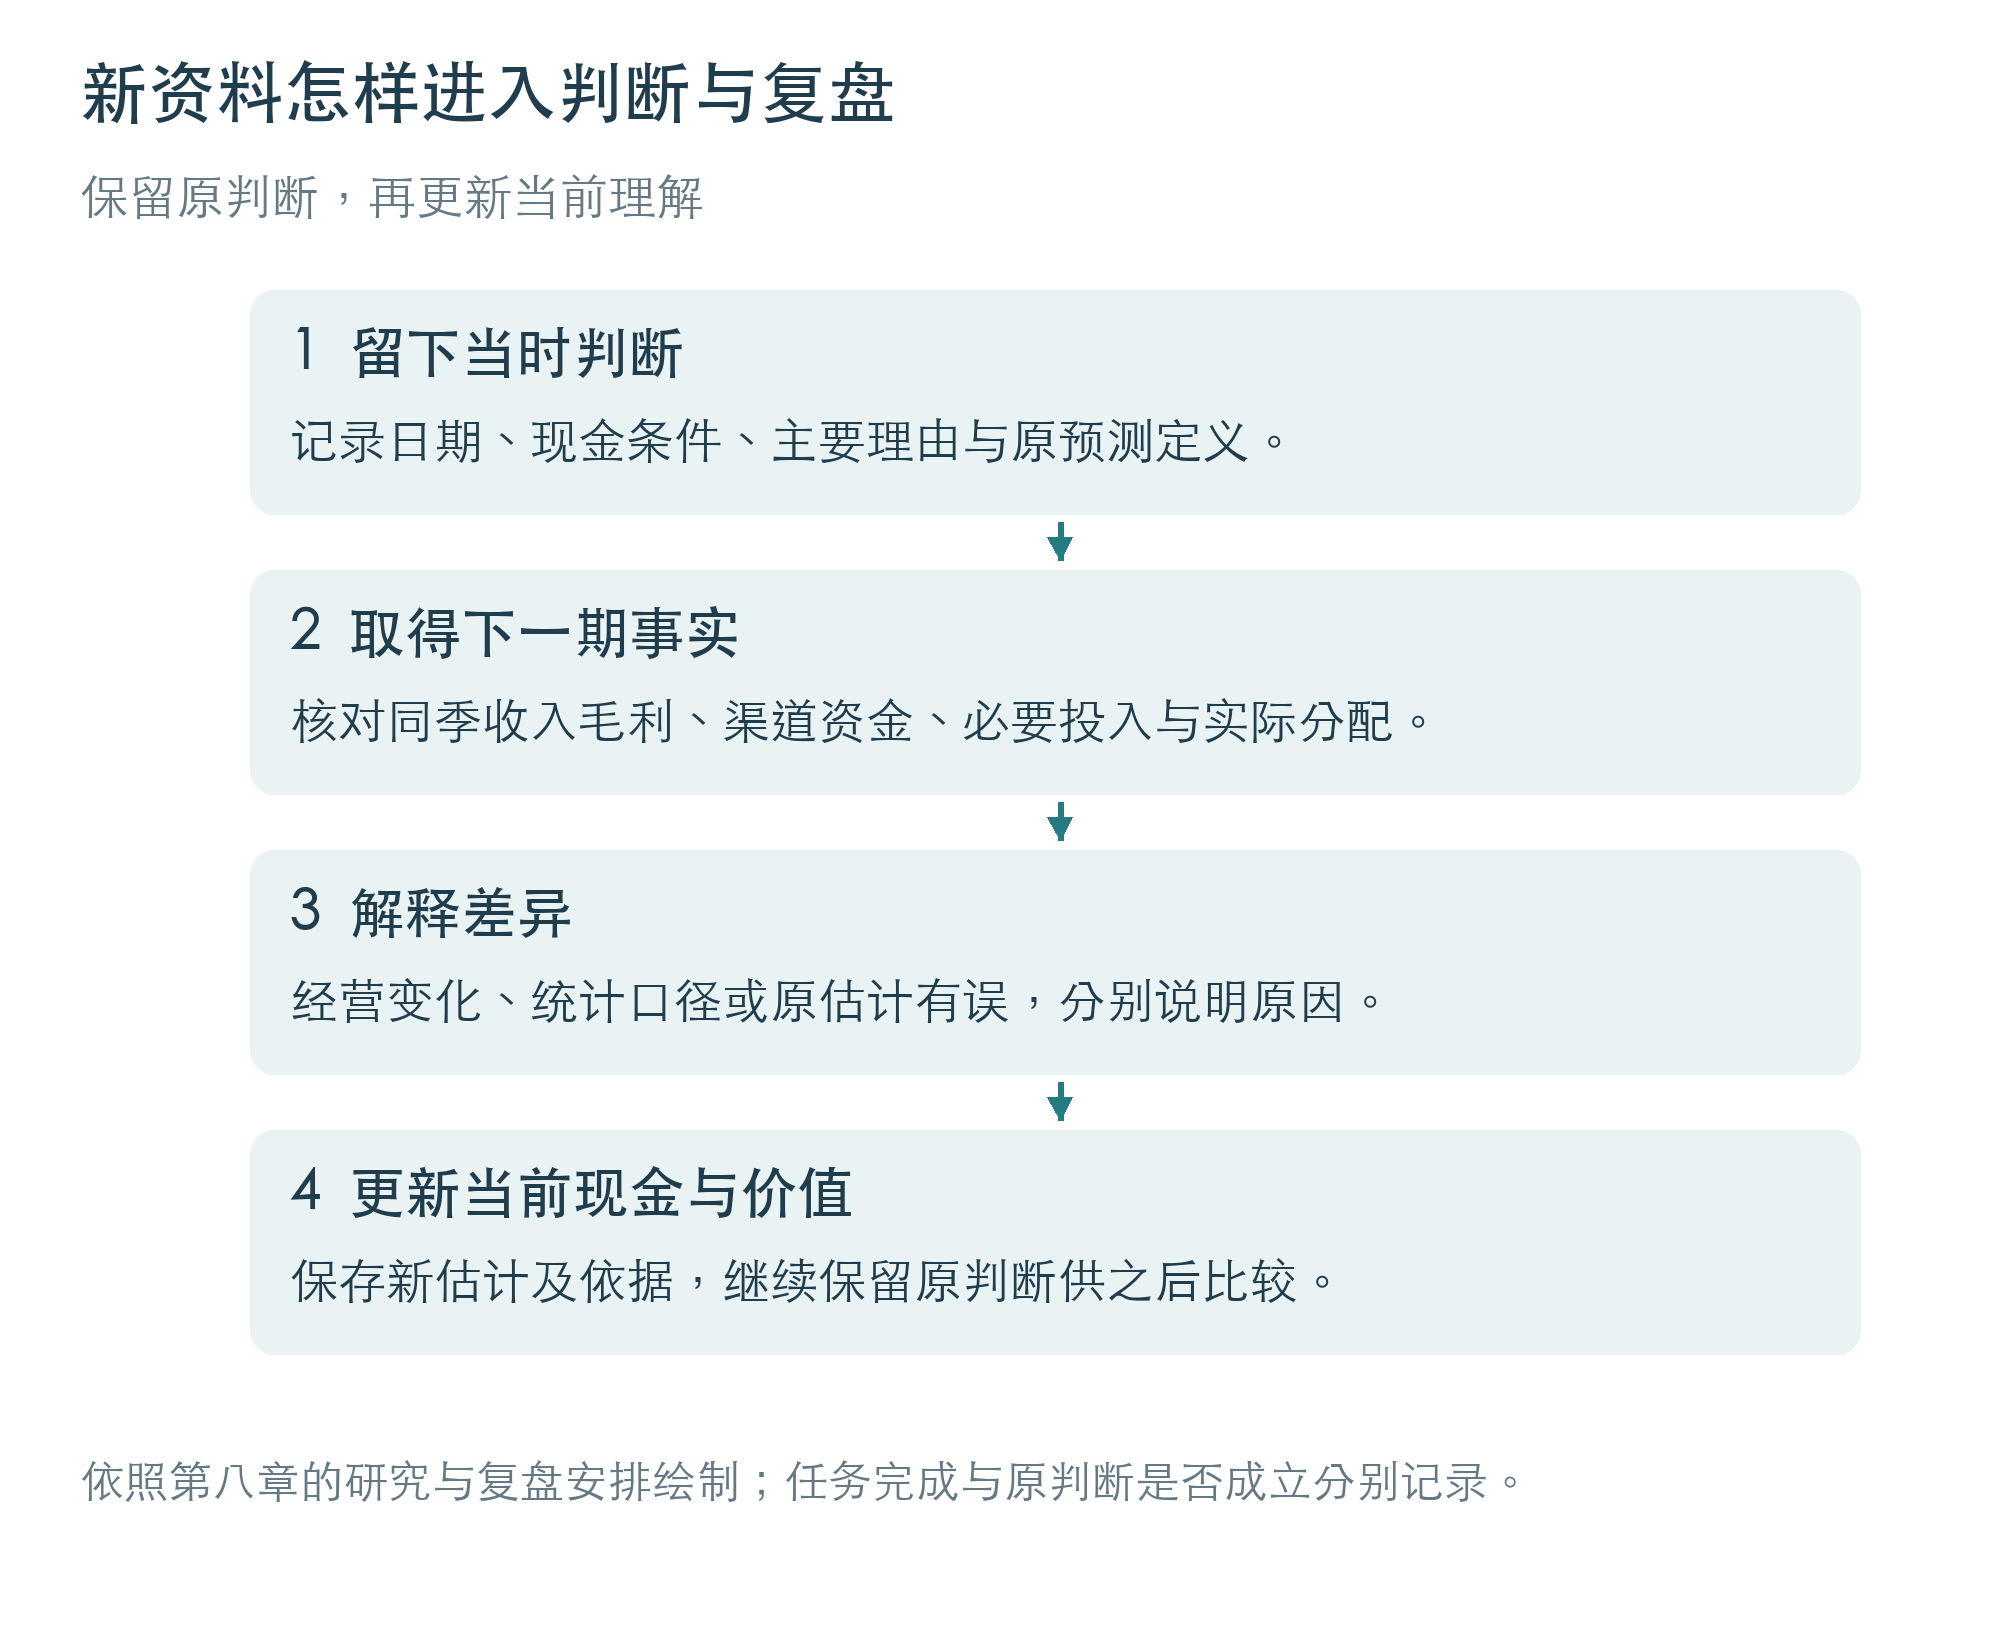 新资料怎样进入判断与复盘
保留原判断，再更新当前理解
1 留下当时判断
记录日期、现金条件、主要理由与原预测定义。
2 取得下一期事实
核对同季收入毛利、渠道资金、必要投入与实际分配。
3 解释差异
经营变化、统计口径或原估计有误，分别说明原因。
4 更新当前现金与价值
保存新估计及依据，继续保留原判断供之后比较。
依照第八章的研究与复盘安排绘制；任务完成与原判断是否成立分别记录。